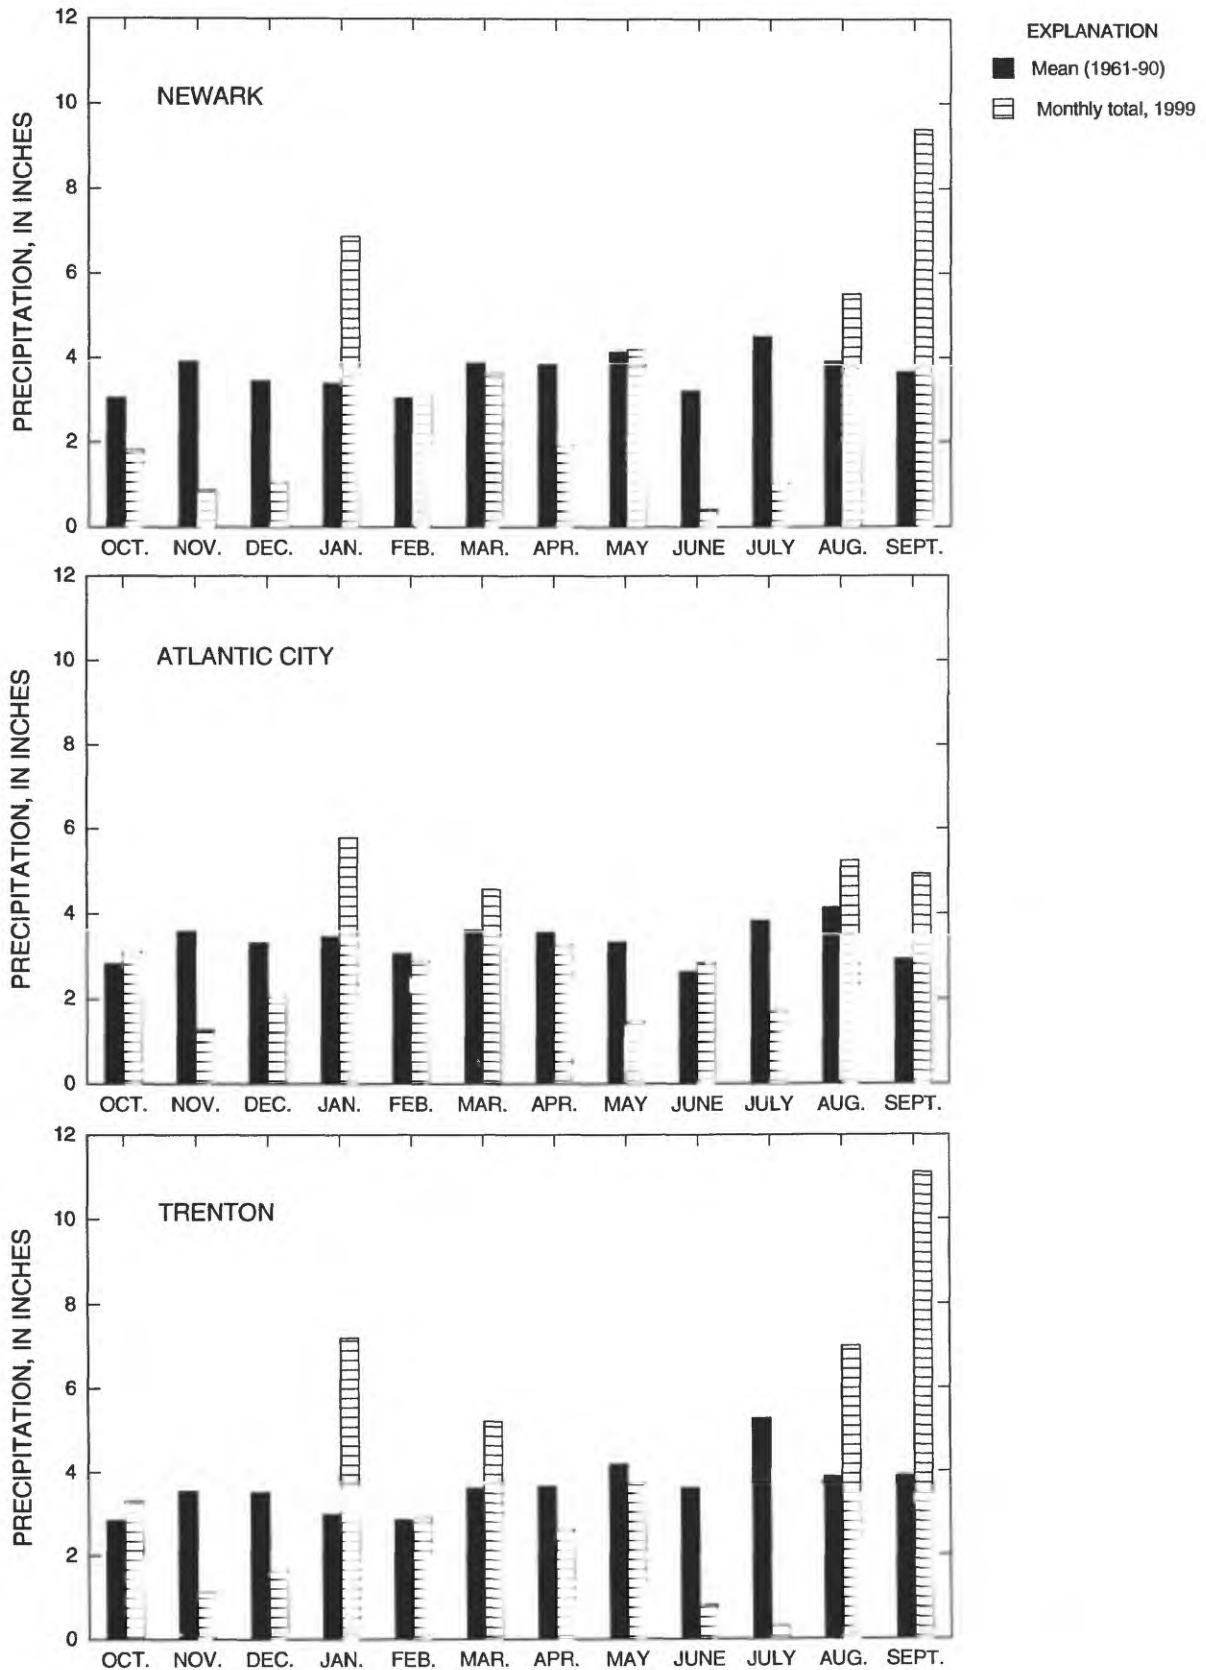 EXPLANATION
Mean (1961-90)
Monthly total, 1999
PRECIPITATION, IN INCHES
12
10
8
6
4
2
0
NEWARK
OCT. NOV. DEC. JAN. FEB. MAR. APR. MAY JUNE JULY AUG. SEPT.
PRECIPITATION, IN INCHES
12
10
8
6
4
2
0
ATLANTIC CITY
OCT. NOV. DEC. JAN. FEB. MAR. APR. MAY JUNE JULY AUG. SEPT.
PRECIPITATION, IN INCHES
12
10
8
6
4
2
0
TRENTON
OCT. NOV. DEC. JAN. FEB. MAR. APR. MAY JUNE JULY AUG. SEPT.